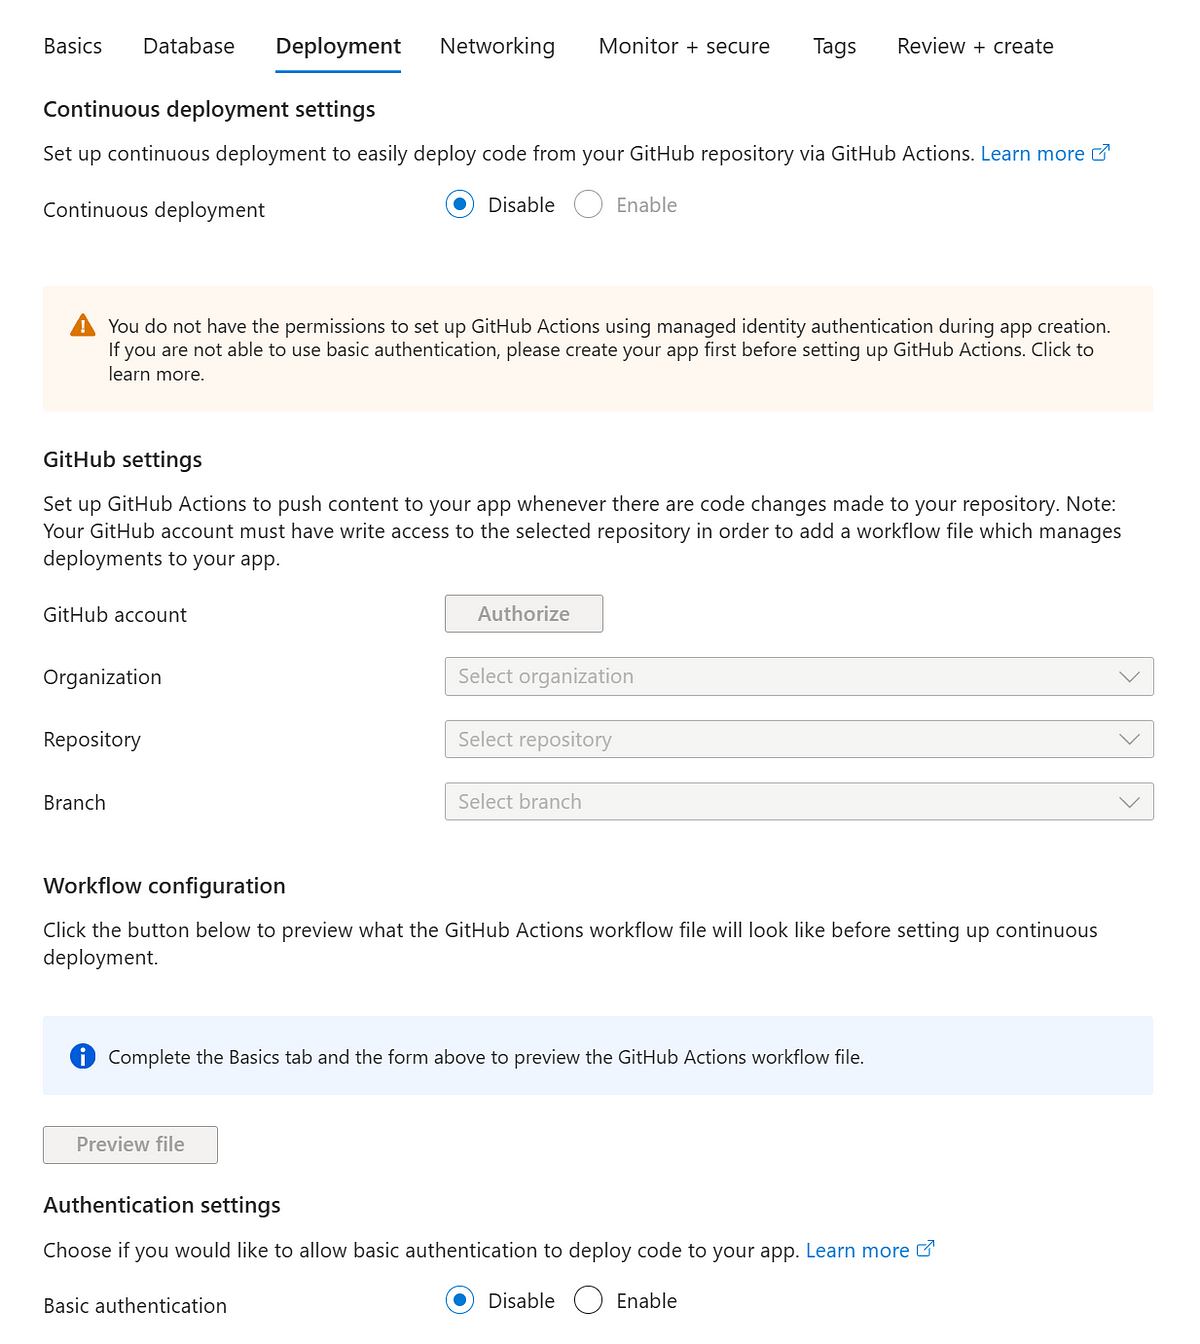 Basics Database Deployment Networking Monitor + secure Tags Review + create
Continuous deployment settings
Set up continuous deployment to easily deploy code from your GitHub repository via GitHub Actions. Learn more
Continuous deployment Disable Enable
You do not have the permissions to set up GitHub Actions using managed identity authentication during app creation.
If you are not able to use basic authentication, please create your app first before setting up GitHub Actions. Click to
learn more.
GitHub settings
Set up GitHub Actions to push content to your app whenever there are code changes made to your repository. Note:
Your GitHub account must have write access to the selected repository in order to add a workflow file which manages
deployments to your app.
GitHub account Authorize
Organization Select organization
Repository Select repository
Branch Select branch
Workflow configuration
Click the button below to preview what the GitHub Actions workflow file will look like before setting up continuous
deployment.
Complete the Basics tab and the form above to preview the GitHub Actions workflow file.
Preview file
Authentication settings
Choose if you would like to allow basic authentication to deploy code to your app. Learn more
Basic authentication Disable Enable